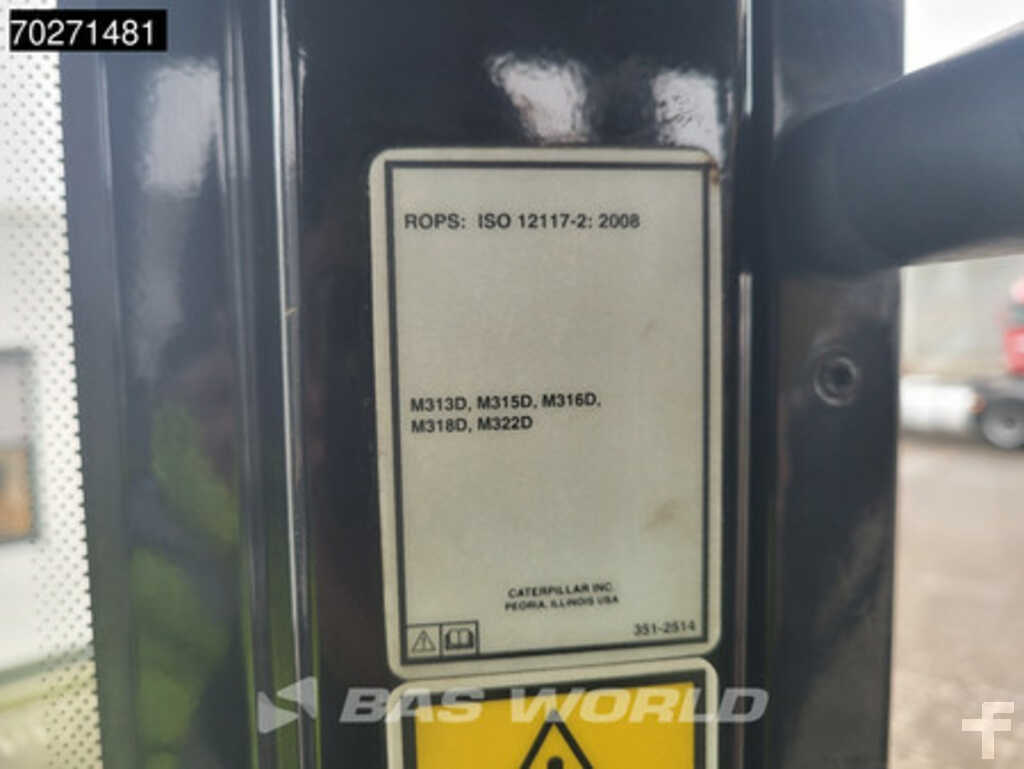 70271481
ROPS: ISO 12117-2: 2008
M313D, M315D, M316D,
M318D, M322D
CATERPILLAR INC.
PEORIA, ILLINOIS USA
351-2514
BAS WORLD